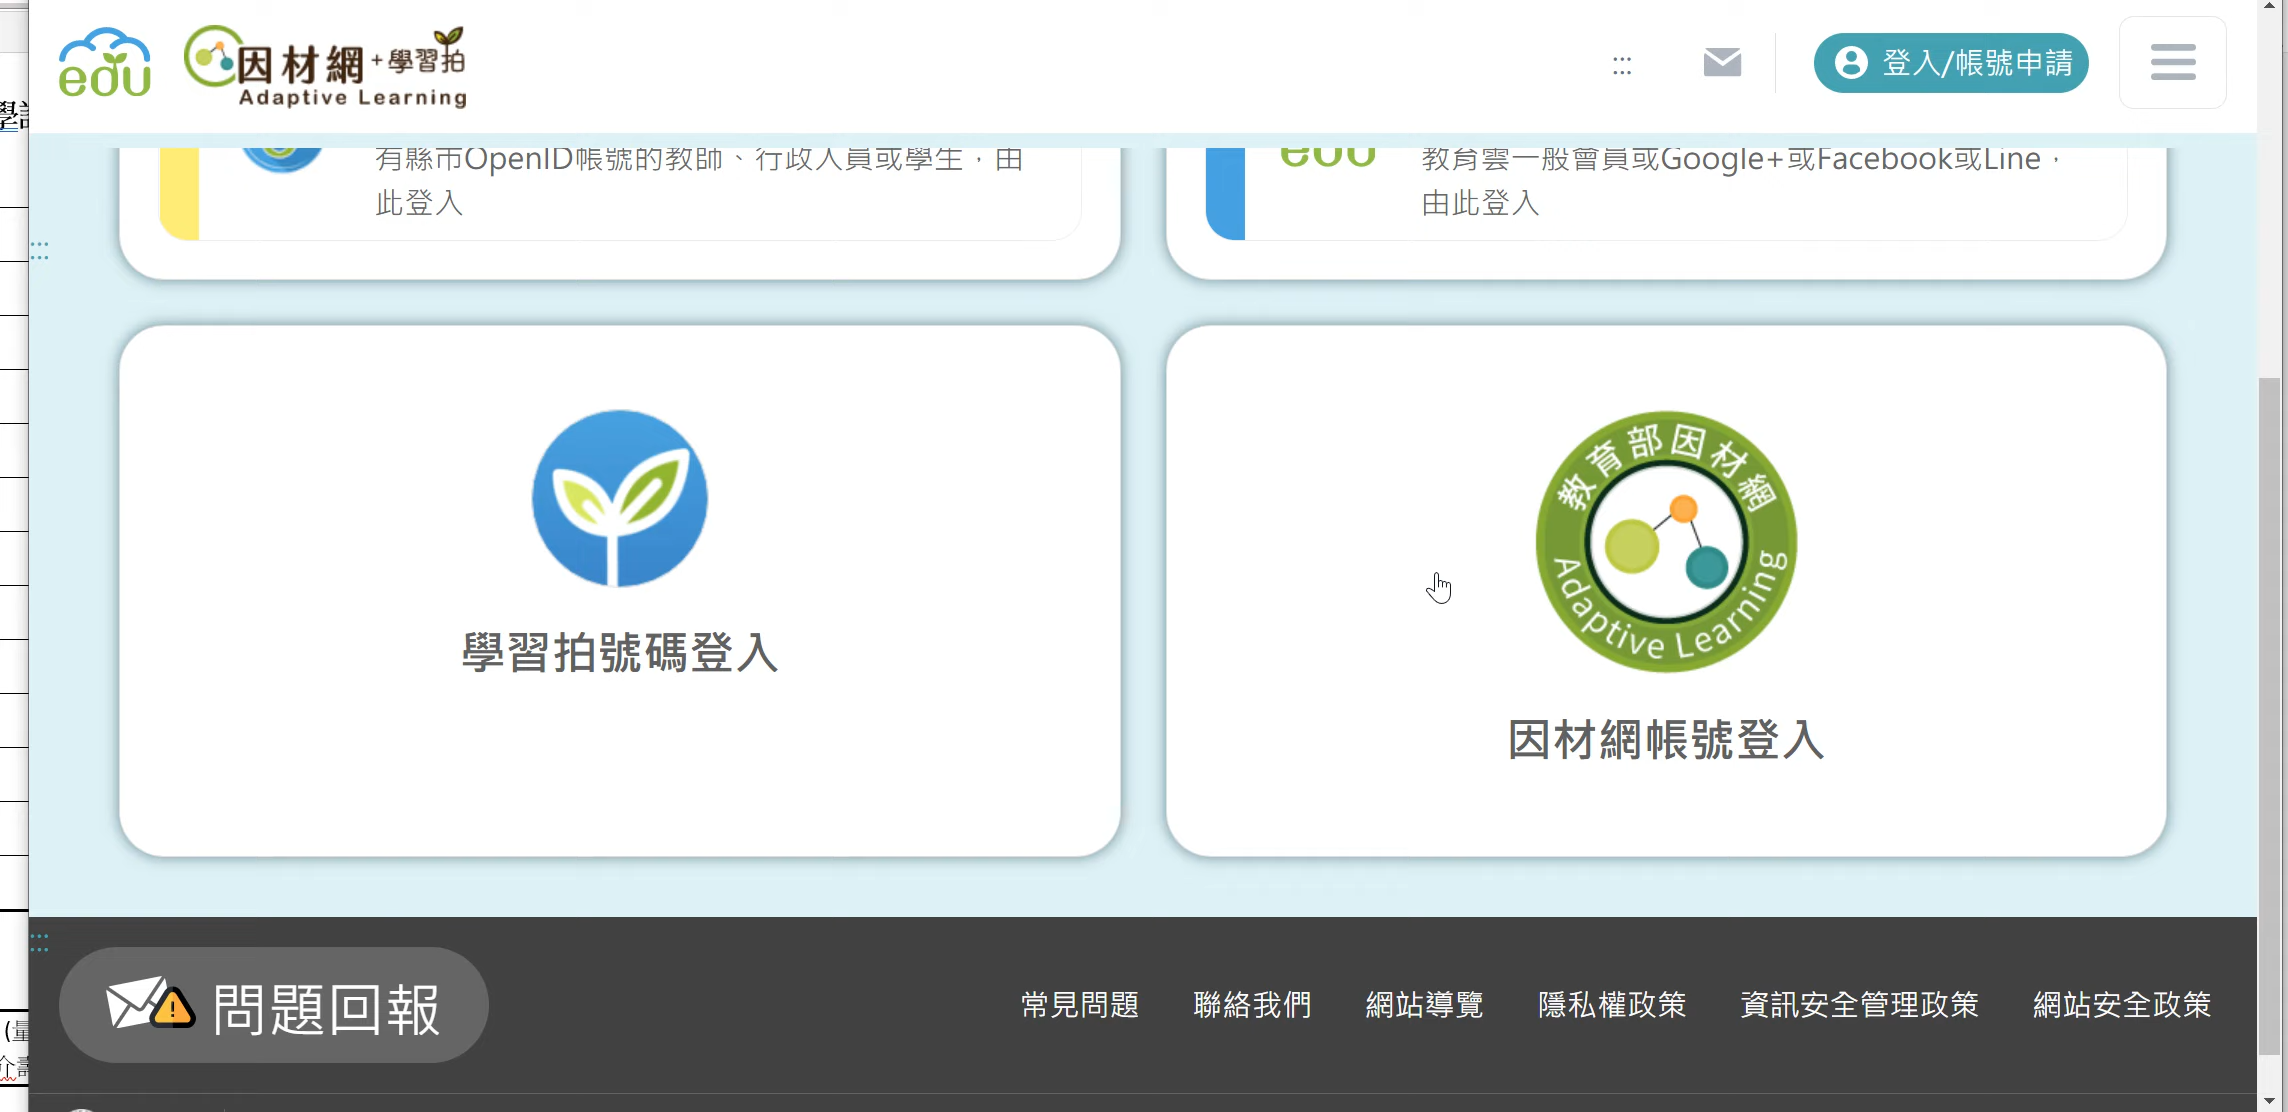 edu
因材網+學習拍
Adaptive Learning
登入/帳號申請
有縣市OpenID帳號的教師、行政人員或學生，由
此登入
edu
教育雲一般會員或Google+或Facebook或Line，
由此登入
學習拍號碼登入
教育部因材網
Adaptive Learning
因材網帳號登入
問題回報
常見問題
聯絡我們
網站導覽
隱私權政策
資訊安全管理政策
網站安全政策